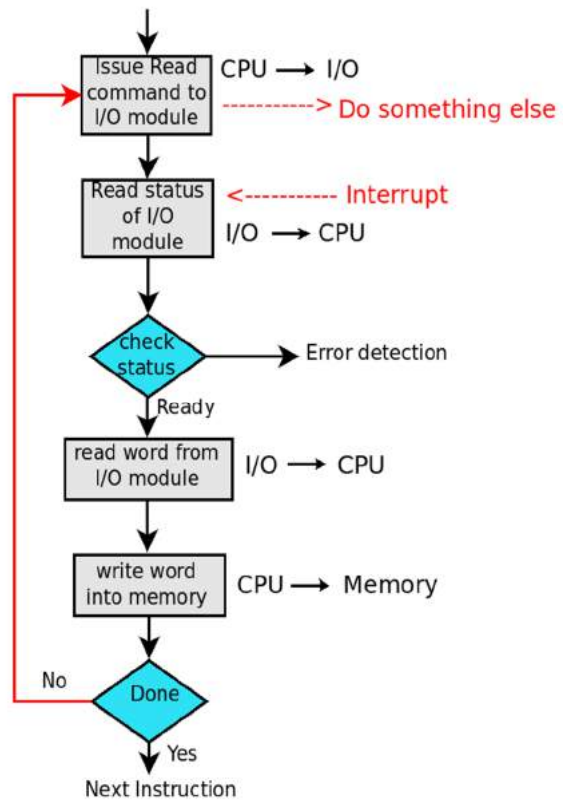 Issue Read
command to
I/O module
CPU → I/O
-----------> Do something else
Read status
of I/O
module
<----------- Interrupt
I/O → CPU
check
status
Error detection
Ready
read word from
I/O module
I/O → CPU
write word
into memory
CPU → Memory
No
Done
Yes
Next Instruction